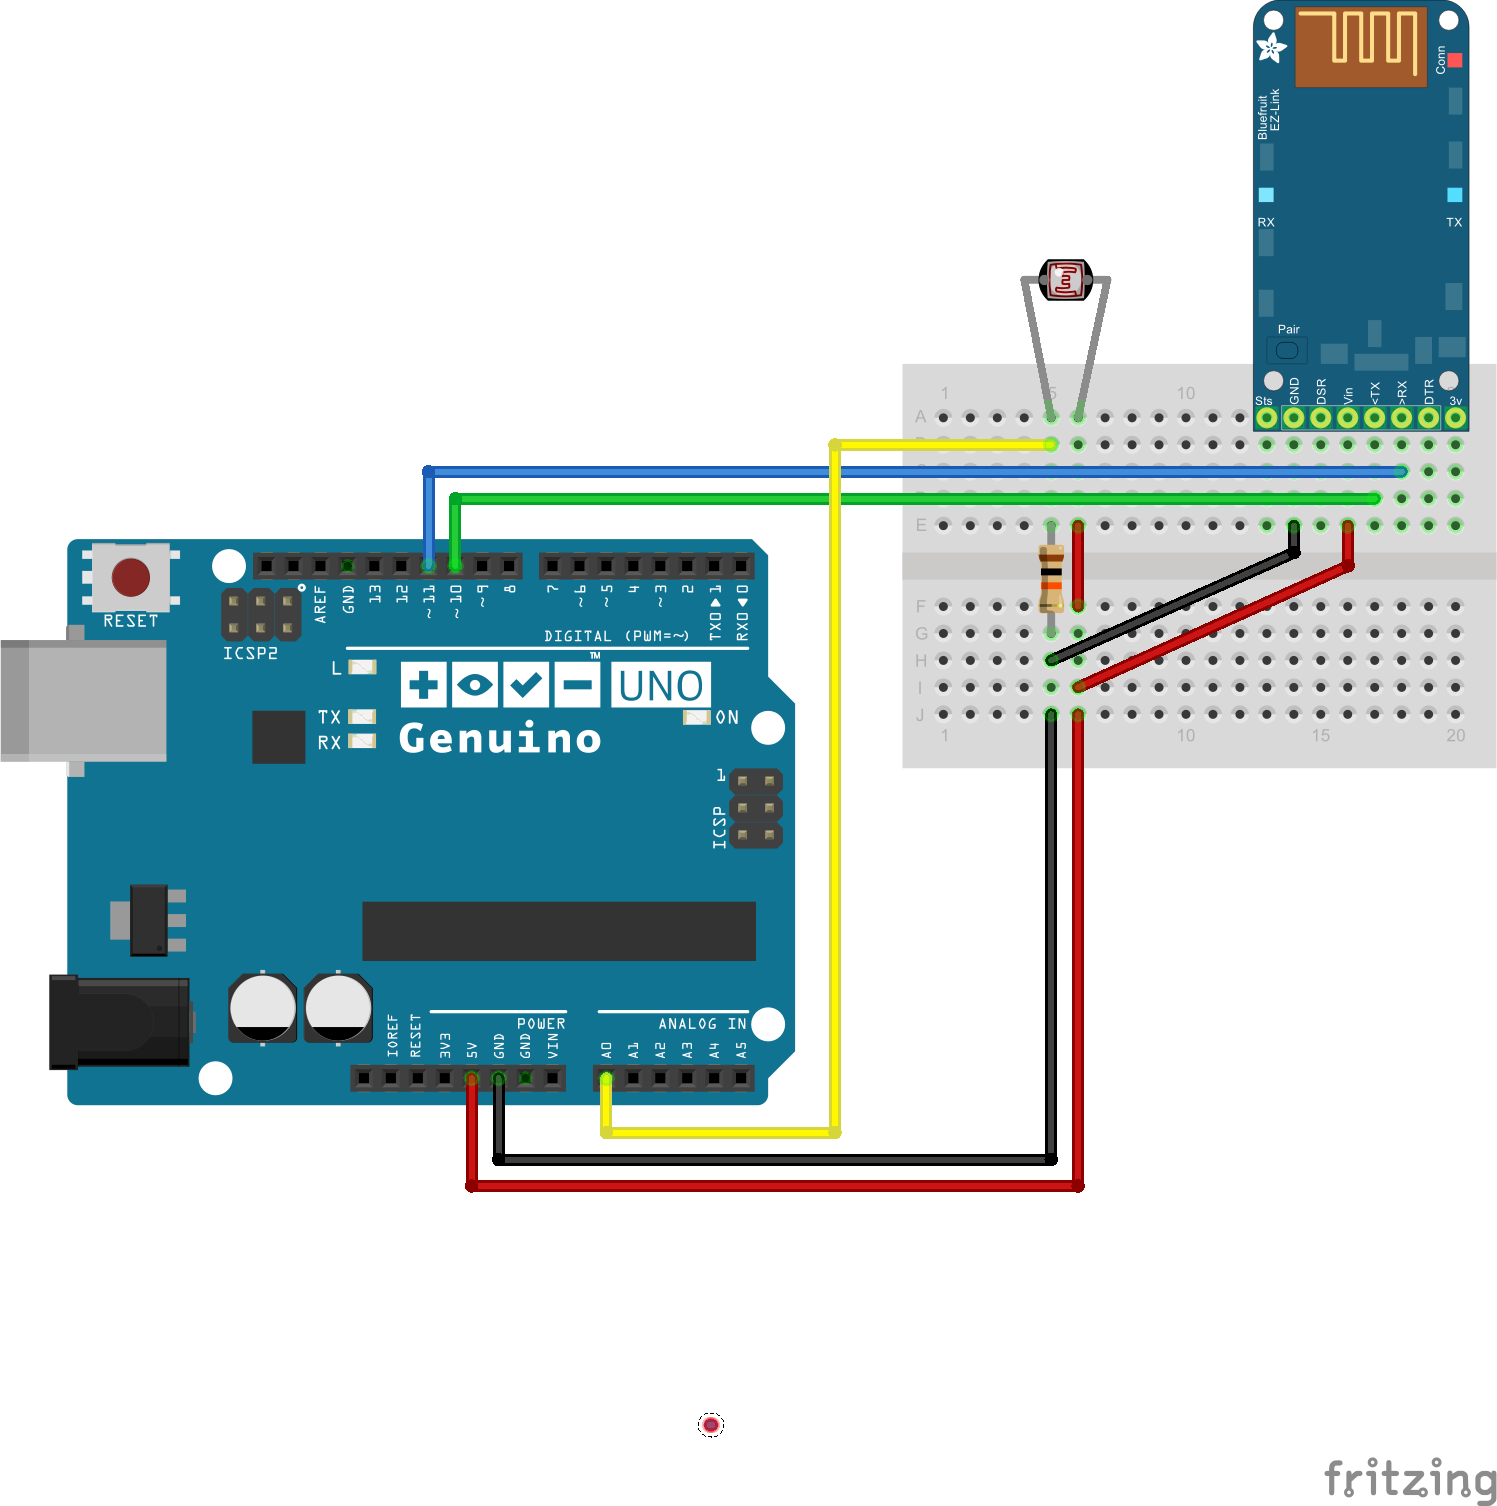 Conn
Bluefruit
EZ-Link
RX
TX
Pair
Sts
GND
DSR
Vin
<TX
>RX
DTR
3v
1
5
10
A
E
F
G
H
I
J
1
10
15
20
RESET
ICSP2
AREF
GND
13
12
~11
~10
~9
8
7
~6
~5
4
~3
2
TX0▶1
RX0◀0
DIGITAL (PWM=~)
L
TX
RX
™
UNO
ON
Genuino
1
ICSP
POWER
ANALOG IN
IOREF
RESET
3V3
5V
GND
GND
VIN
A0
A1
A2
A3
A4
A5
fritzing